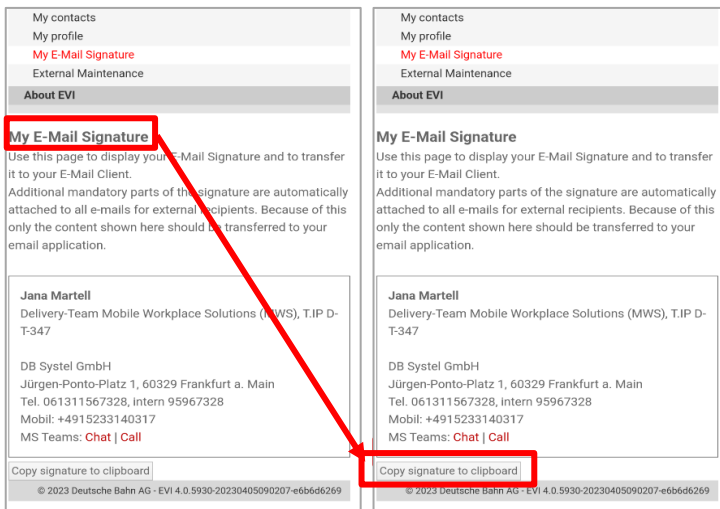 My contacts
My profile
My E-Mail Signature
External Maintenance
About EVI
My E-Mail Signature
Use this page to display your E-Mail Signature and to transfer
it to your E-Mail Client.
Additional mandatory parts of the signature are automatically
attached to all e-mails for external recipients. Because of this
only the content shown here should be transferred to your
email application.
Jana Martell
Delivery-Team Mobile Workplace Solutions (MWS), T.IP D-
T-347
DB Systel GmbH
Jürgen-Ponto-Platz 1, 60329 Frankfurt a. Main
Tel. 061311567328, intern 95967328
Mobil: +4915233140317
MS Teams: Chat | Call
Copy signature to clipboard
© 2023 Deutsche Bahn AG - EVI 4.0.5930-20230405090207-e6b6d6269
My contacts
My profile
My E-Mail Signature
External Maintenance
About EVI
My E-Mail Signature
Use this page to display your E-Mail Signature and to transfer
it to your E-Mail Client.
Additional mandatory parts of the signature are automatically
attached to all e-mails for external recipients. Because of this
only the content shown here should be transferred to your
email application.
Jana Martell
Delivery-Team Mobile Workplace Solutions (MWS), T.IP D-
T-347
DB Systel GmbH
Jürgen-Ponto-Platz 1, 60329 Frankfurt a. Main
Tel. 061311567328, intern 95967328
Mobil: +4915233140317
MS Teams: Chat | Call
Copy signature to clipboard
© 2023 Deutsche Bahn AG - EVI 4.0.5930-20230405090207-e6b6d6269